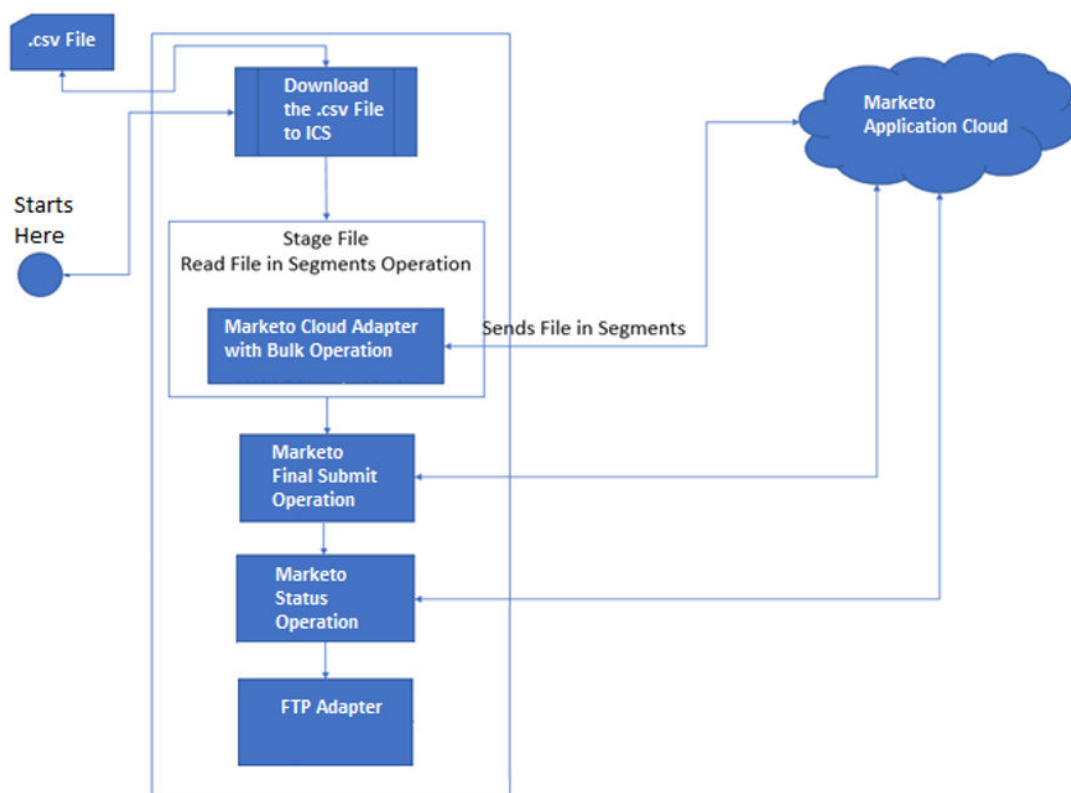 .csv File
Download
the .csv File
to ICS
Marketo
Application Cloud
Starts
Here
Stage File
Read File in Segments Operation
Marketo Cloud Adapter
with Bulk Operation
Sends File in Segments
Marketo
Final Submit
Operation
Marketo
Status
Operation
FTP Adapter